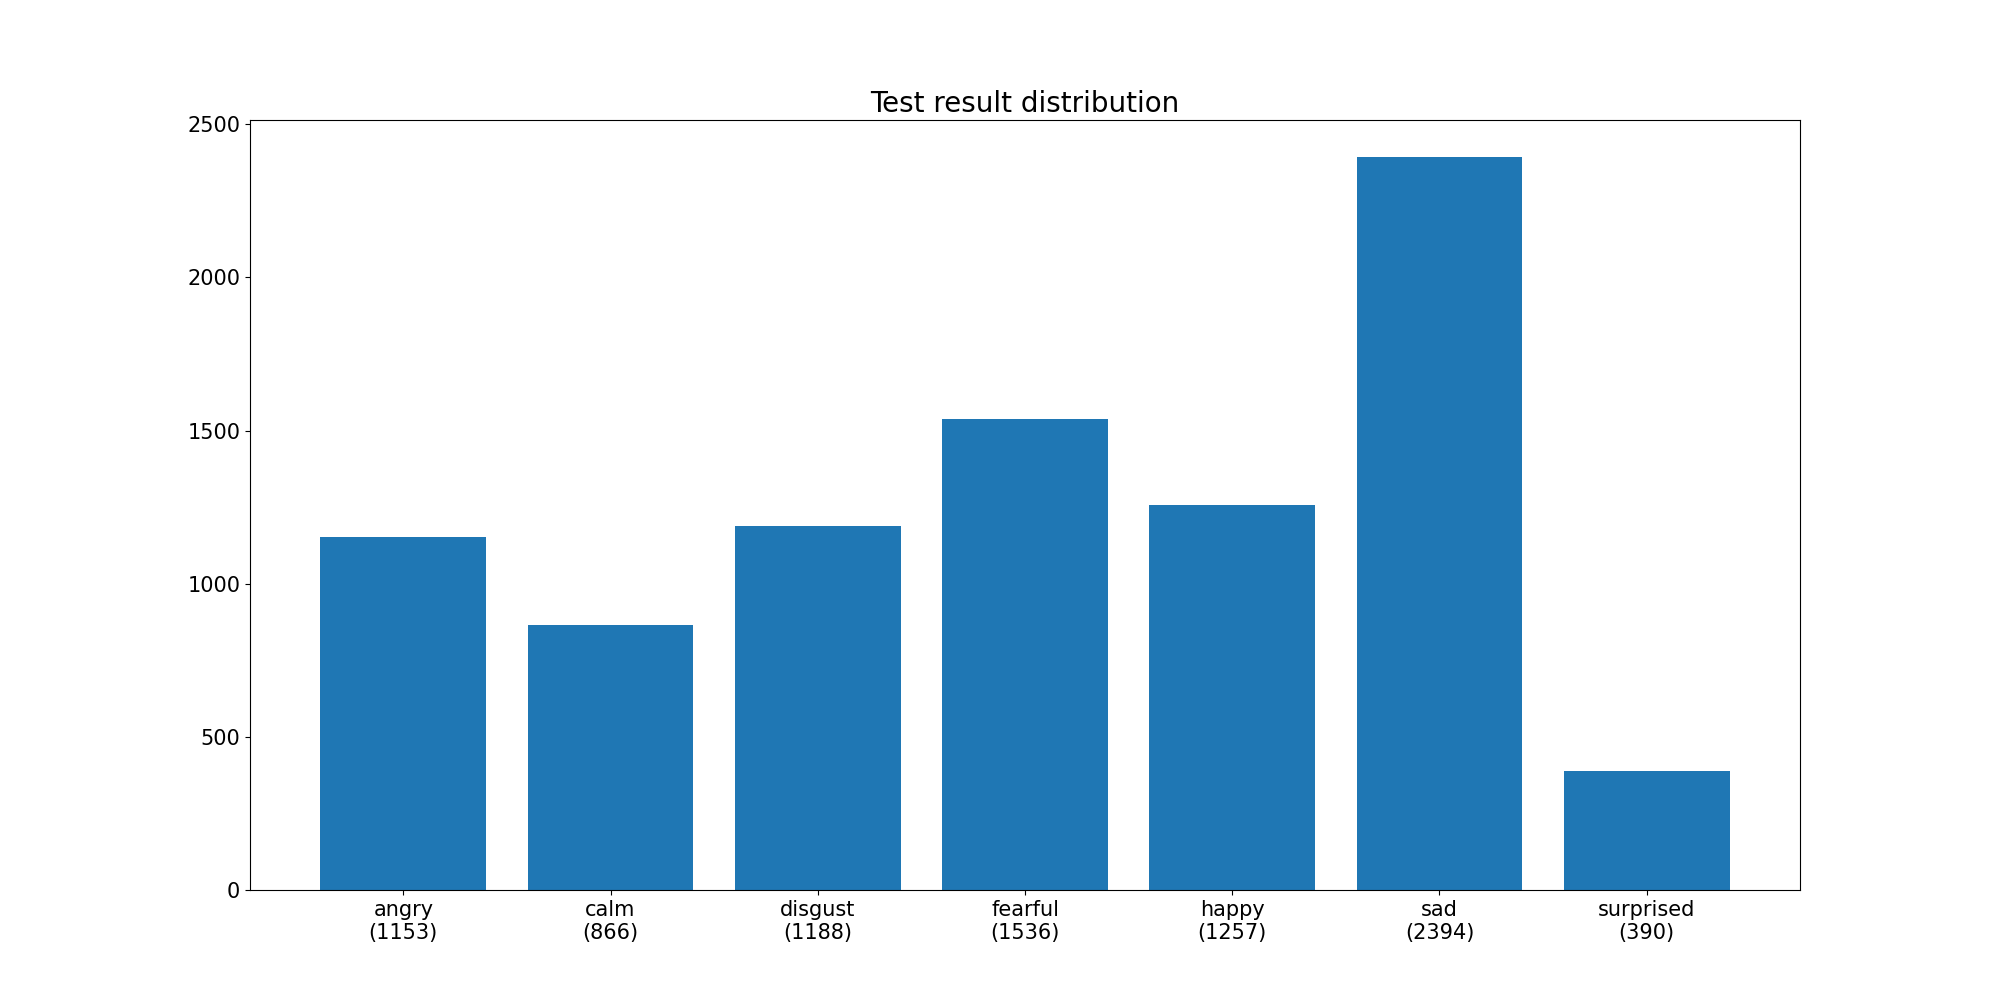 Test result distribution
2500
2000
1500
1000
500
0
angry
(1153)
calm
(866)
disgust
(1188)
fearful
(1536)
happy
(1257)
sad
(2394)
surprised
(390)